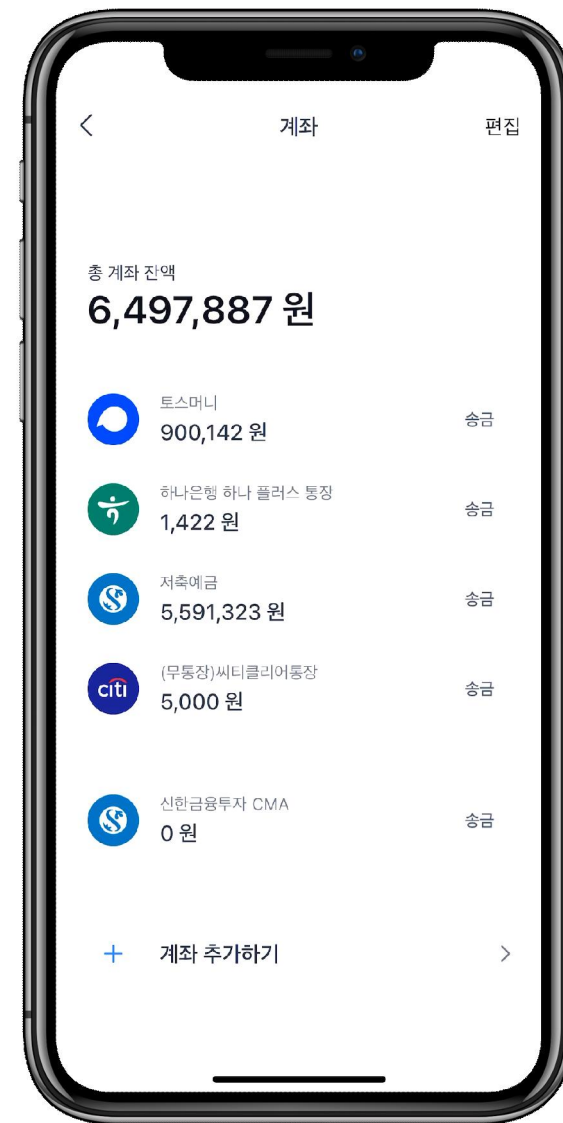 계좌
편집
총 계좌 잔액
6,497,887 원
토스머니
900,142 원
송금
하나은행 하나 플러스 통장
1,422 원
송금
저축예금
5,591,323 원
송금
citi
(무통장)씨티클리어통장
5,000 원
송금
신한금융투자 CMA
0 원
송금
계좌 추가하기